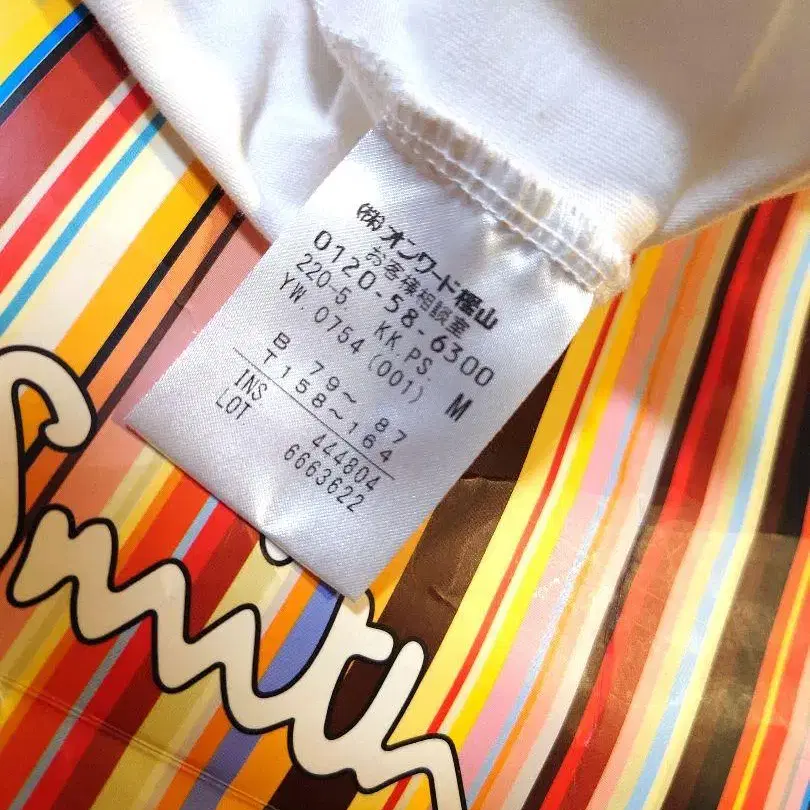 (株)オンワード樫山
お客様相談室
0120-58-6300
220-5 KK.PS.
YW. 0754 (001) M
B 79～ 87
T158～164
INS 444804
LOT 6663622
Smith